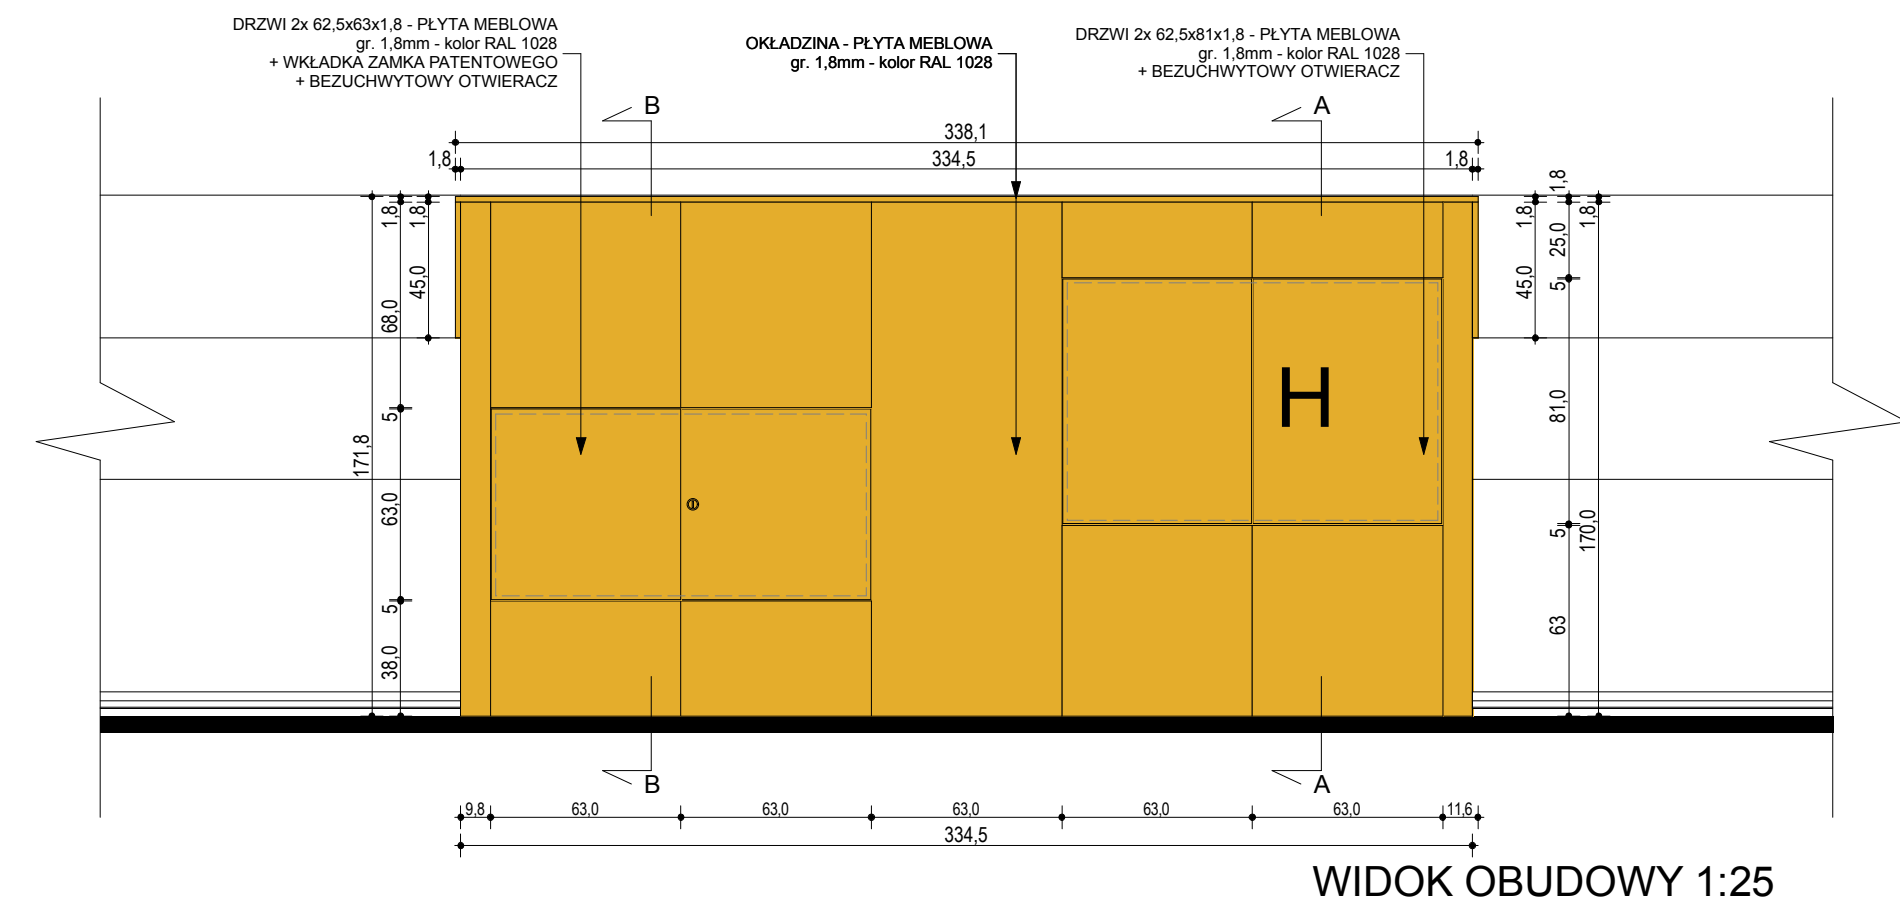 DRZWI 2x 62,5x63x1,8 - PŁYTA MEBLOWA
gr. 1,8mm - kolor RAL 1028
+ WKŁADKA ZAMKA PATENTOWEGO
+ BEZUCHWYTOWY OTWIERACZ
OKŁADZINA - PŁYTA MEBLOWA
gr. 1,8mm - kolor RAL 1028
DRZWI 2x 62,5x81x1,8 - PŁYTA MEBLOWA
gr. 1,8mm - kolor RAL 1028
+ BEZUCHWYTOWY OTWIERACZ
B
A
338,1
1,8
334,5
1,8
171,8
1,8
68,0
5
63,0
5
38,0
1,8
45,0
H
1,8
45,0
1,8
25,0
5
81,0
5
63
1,8
170,0
B
A
9,8
63,0
63,0
63,0
63,0
63,0
11,6
334,5
WIDOK OBUDOWY 1:25